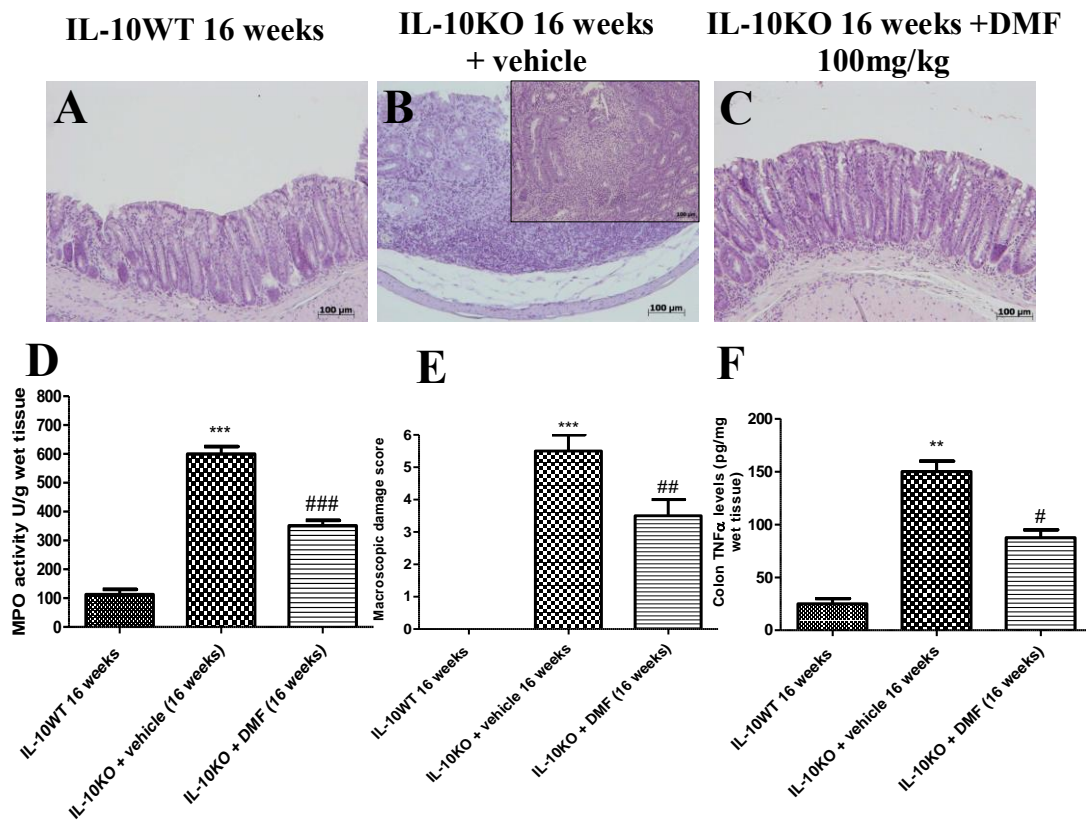 IL-10WT 16 weeks
IL-10KO 16 weeks
+ vehicle
IL-10KO 16 weeks +DMF
100mg/kg
A
100 µm
B
100 µm
100 µm
C
100 µm
D
MPO activity U/g wet tissue
800
700
600
500
400
300
200
100
0
***
###
IL-10WT 16 weeks
IL-10KO + vehicle (16 weeks)
IL-10KO + DMF (16 weeks)
E
Macroscopic damage score
6
5
4
3
2
1
0
***
##
IL-10WT 16 weeks
IL-10KO + vehicle 16 weeks
IL-10KO + DMF (16 weeks)
F
Colon TNFα levels (pg/mg
wet tissue)
200
150
100
50
0
**
#
IL-10WT 16 weeks
IL-10KO + vehicle 16 weeks
IL-10KO + DMF (16 weeks)